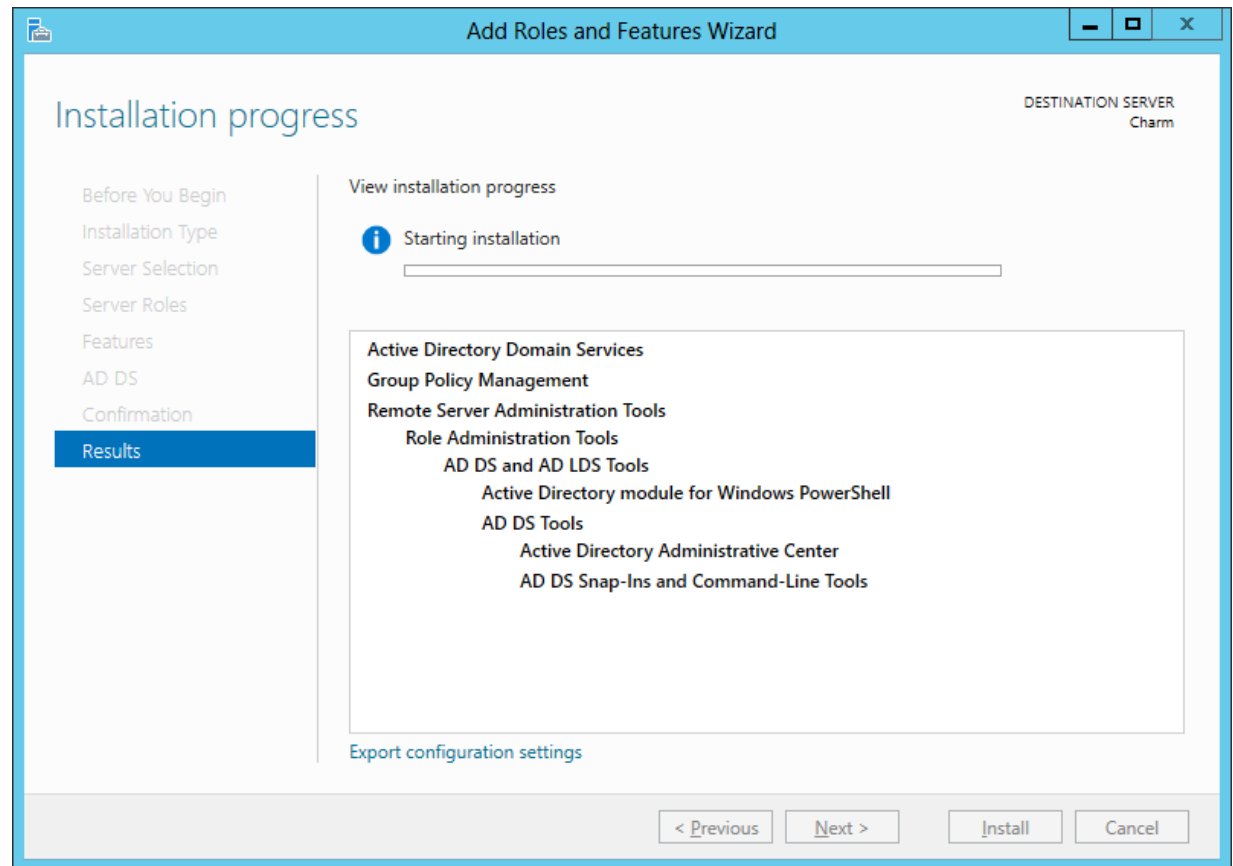 Add Roles and Features Wizard
Installation progress
DESTINATION SERVER
Charm
Before You Begin
Installation Type
Server Selection
Server Roles
Features
AD DS
Confirmation
Results
View installation progress
Starting installation
Active Directory Domain Services
Group Policy Management
Remote Server Administration Tools
Role Administration Tools
AD DS and AD LDS Tools
Active Directory module for Windows PowerShell
AD DS Tools
Active Directory Administrative Center
AD DS Snap-Ins and Command-Line Tools
Export configuration settings
< Previous
Next >
Install
Cancel